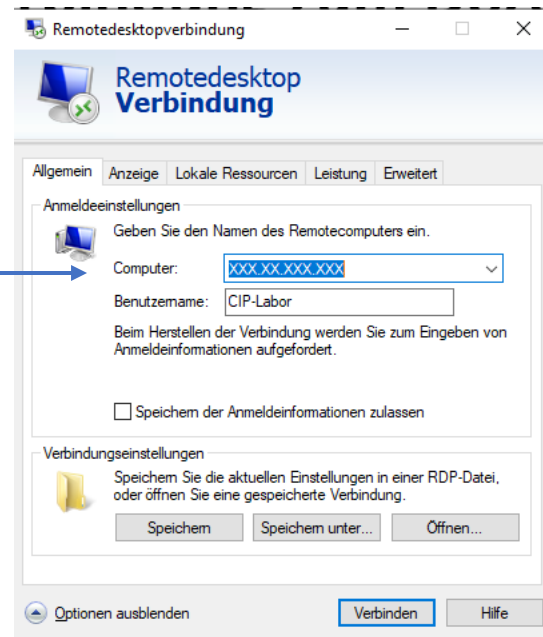 Remotedesktopverbindung
Remotedesktop
Verbindung
Allgemein Anzeige Lokale Ressourcen Leistung Erweitert
Anmeldeeinstellungen
Geben Sie den Namen des Remotecomputers ein.
Computer: XXX.XX.XXX.XXX
Benutzername: CIP-Labor
Beim Herstellen der Verbindung werden Sie zum Eingeben von
Anmeldeinformationen aufgefordert.
Speichern der Anmeldeinformationen zulassen
Verbindungseinstellungen
Speichern Sie die aktuellen Einstellungen in einer RDP-Datei,
oder öffnen Sie eine gespeicherte Verbindung.
Speichern Speichern unter... Öffnen...
Optionen ausblenden Verbinden Hilfe